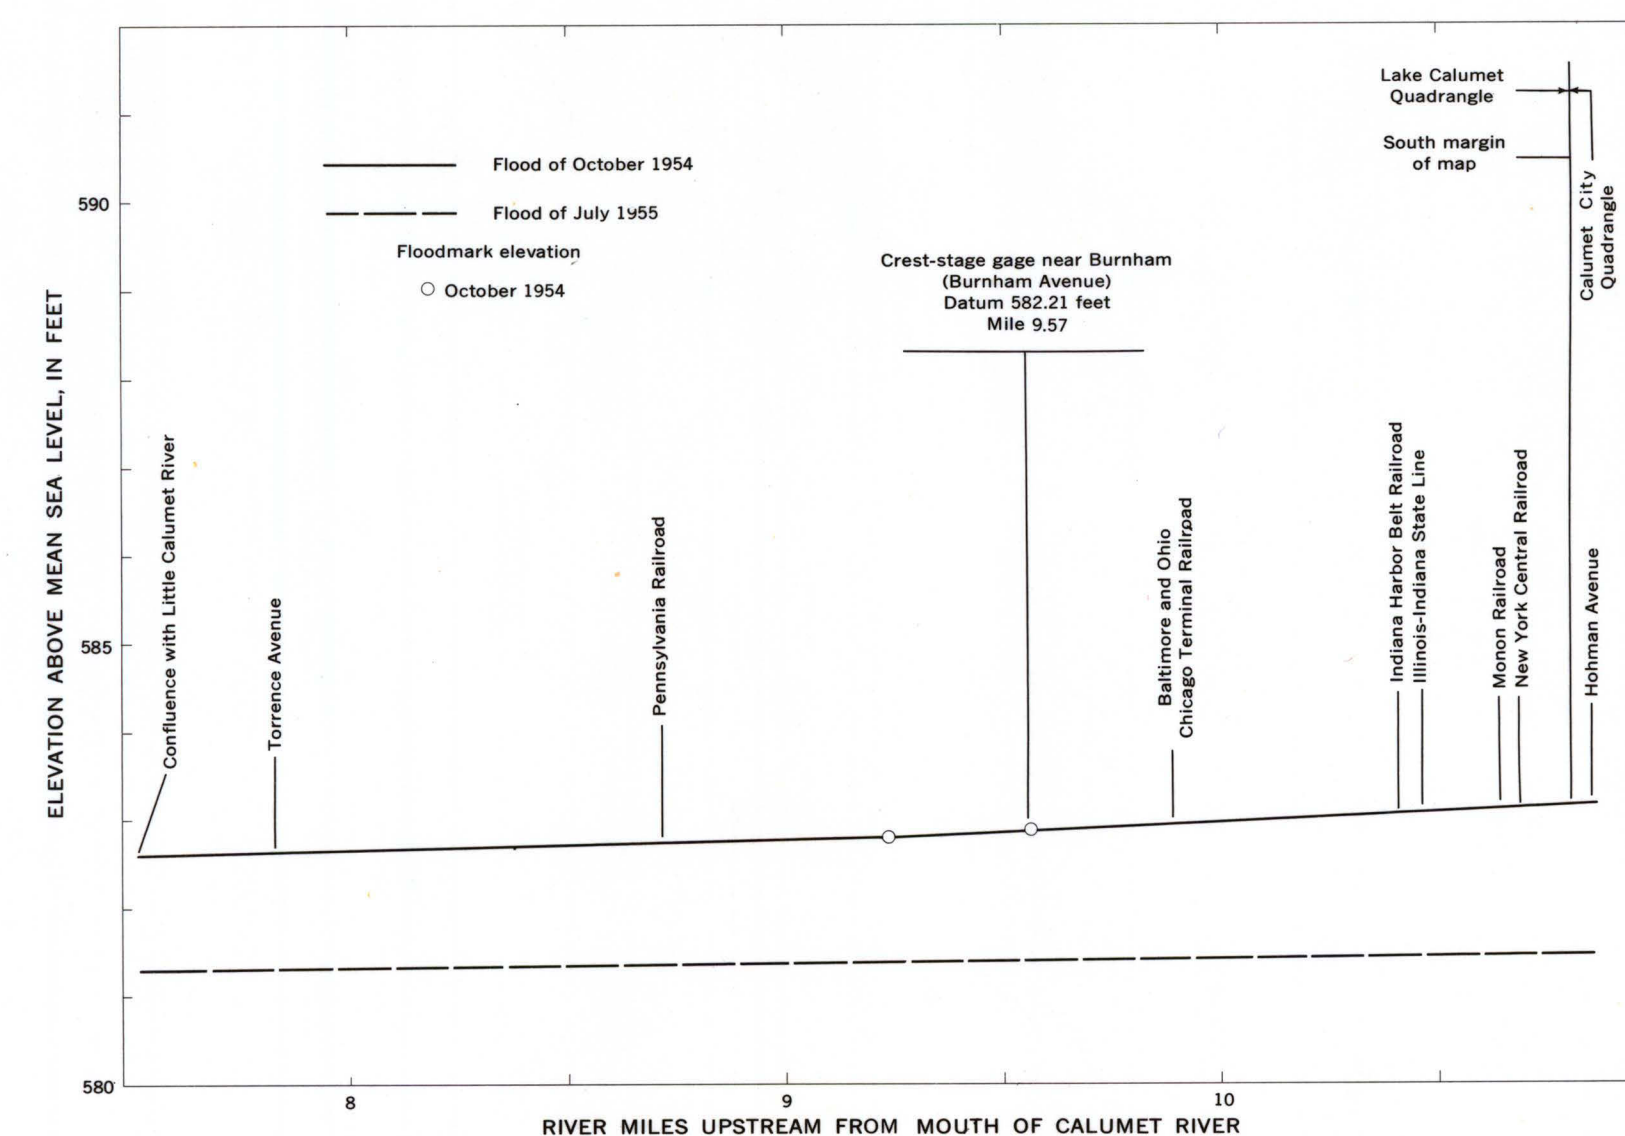 Lake Calumet
Quadrangle
South margin
of map
Calumet City
Quadrangle
Flood of October 1954
Flood of July 1955
Floodmark elevation
October 1954
Crest-stage gage near Burnham
(Burnham Avenue)
Datum 582.21 feet
Mile 9.57
590
585
580
ELEVATION ABOVE MEAN SEA LEVEL, IN FEET
Confluence with Little Calumet River
Torrence Avenue
Pennsylvania Railroad
Baltimore and Ohio
Chicago Terminal Railroad
Indiana Harbor Belt Railroad
Illinois-Indiana State Line
Monon Railroad
New York Central Railroad
Hohman Avenue
8
9
10
RIVER MILES UPSTREAM FROM MOUTH OF CALUMET RIVER